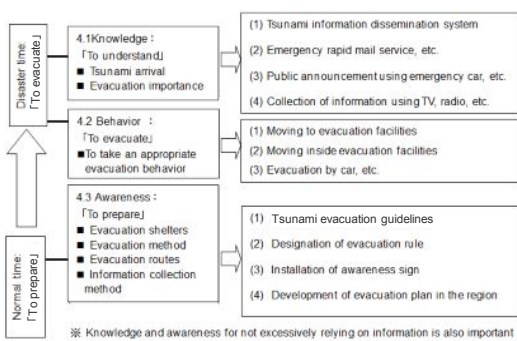 Disaster time:
「To evacuate」
4.1Knowledge：
「To understand」
■ Tsunami arrival
■ Evacuation importance
(1) Tsunami information dissemination system
(2) Emergency rapid mail service, etc.
(3) Public announcement using emergency car, etc.
(4) Collection of information using TV, radio, etc.
4.2 Behavior ：
「To evacuate」
■To take an appropriate
evacuation behavior
(1) Moving to evacuation facilities
(2) Moving inside evacuation facilities
(3) Evacuation by car, etc.
Normal time:
「To prepare」
4.3 Awareness：
「To prepare」
■ Evacuation shelters
■ Evacuation method
■ Evacuation routes
■ Information collection
method
(1) Tsunami evacuation guidelines
(2) Designation of evacuation rule
(3) Installation of awareness sign
(4) Development of evacuation plan in the region
※ Knowledge and awareness for not excessively relying on information is also important